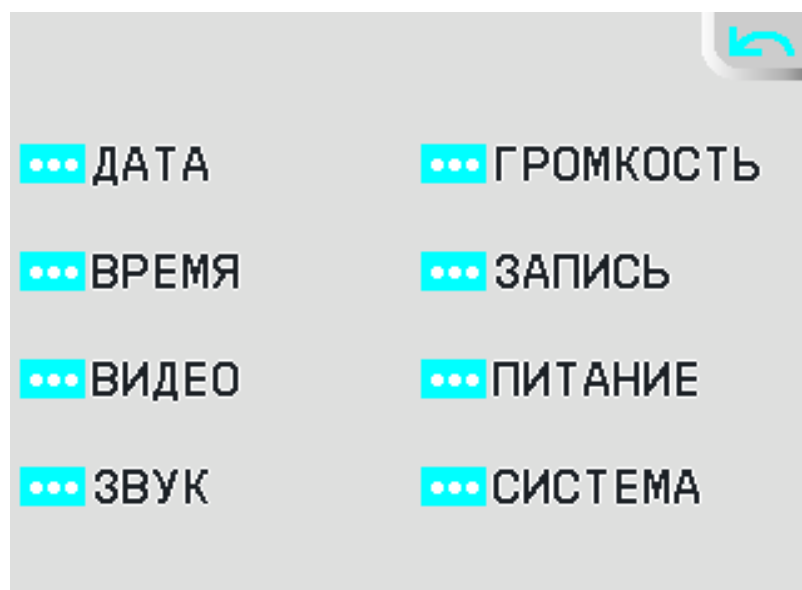 ДАТА
ГРОМКОСТЬ
ВРЕМЯ
ЗАПИСЬ
ВИДЕО
ПИТАНИЕ
ЗВУК
СИСТЕМА